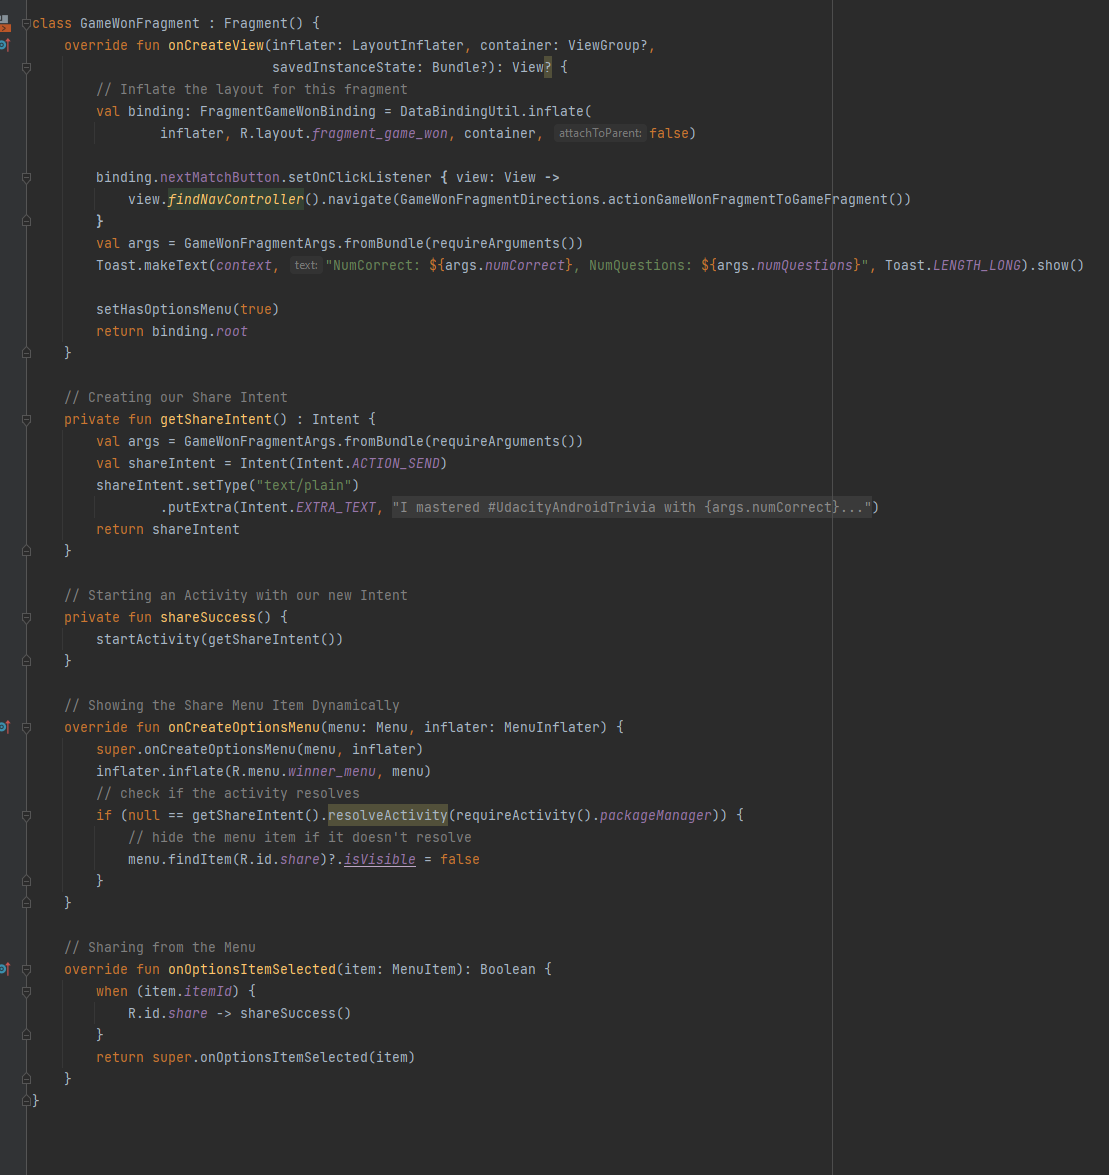 class GameWonFragment : Fragment() {
    override fun onCreateView(inflater: LayoutInflater, container: ViewGroup?,
                              savedInstanceState: Bundle?): View? {
        // Inflate the layout for this fragment
        val binding: FragmentGameWonBinding = DataBindingUtil.inflate(
                inflater, R.layout.fragment_game_won, container, attachToParent: false)

        binding.nextMatchButton.setOnClickListener { view: View ->
            view.findNavController().navigate(GameWonFragmentDirections.actionGameWonFragmentToGameFragment())
        }
        val args = GameWonFragmentArgs.fromBundle(requireArguments())
        Toast.makeText(context, text: "NumCorrect: ${args.numCorrect}, NumQuestions: ${args.numQuestions}", Toast.LENGTH_LONG).show()

        setHasOptionsMenu(true)
        return binding.root
    }

    // Creating our Share Intent
    private fun getShareIntent() : Intent {
        val args = GameWonFragmentArgs.fromBundle(requireArguments())
        val shareIntent = Intent(Intent.ACTION_SEND)
        shareIntent.setType("text/plain")
                .putExtra(Intent.EXTRA_TEXT, "I mastered #UdacityAndroidTrivia with {args.numCorrect}...")
        return shareIntent
    }

    // Starting an Activity with our new Intent
    private fun shareSuccess() {
        startActivity(getShareIntent())
    }

    // Showing the Share Menu Item Dynamically
    override fun onCreateOptionsMenu(menu: Menu, inflater: MenuInflater) {
        super.onCreateOptionsMenu(menu, inflater)
        inflater.inflate(R.menu.winner_menu, menu)
        // check if the activity resolves
        if (null == getShareIntent().resolveActivity(requireActivity().packageManager)) {
            // hide the menu item if it doesn't resolve
            menu.findItem(R.id.share)?.isVisible = false
        }
    }

    // Sharing from the Menu
    override fun onOptionsItemSelected(item: MenuItem): Boolean {
        when (item.itemId) {
            R.id.share -> shareSuccess()
        }
        return super.onOptionsItemSelected(item)
    }
}